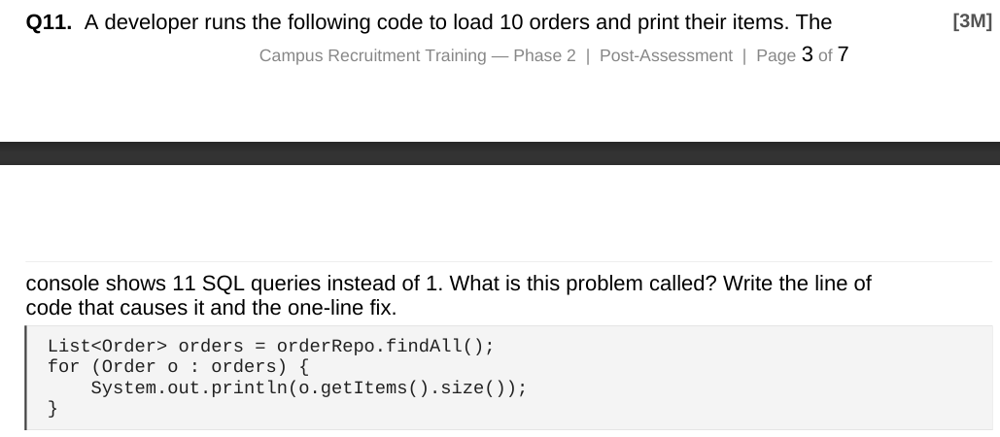 Q11. A developer runs the following code to load 10 orders and print their items. The [3M]
Campus Recruitment Training — Phase 2 | Post-Assessment | Page 3 of 7
console shows 11 SQL queries instead of 1. What is this problem called? Write the line of
code that causes it and the one-line fix.
List<Order> orders = orderRepo.findAll();
for (Order o : orders) {
    System.out.println(o.getItems().size());
}